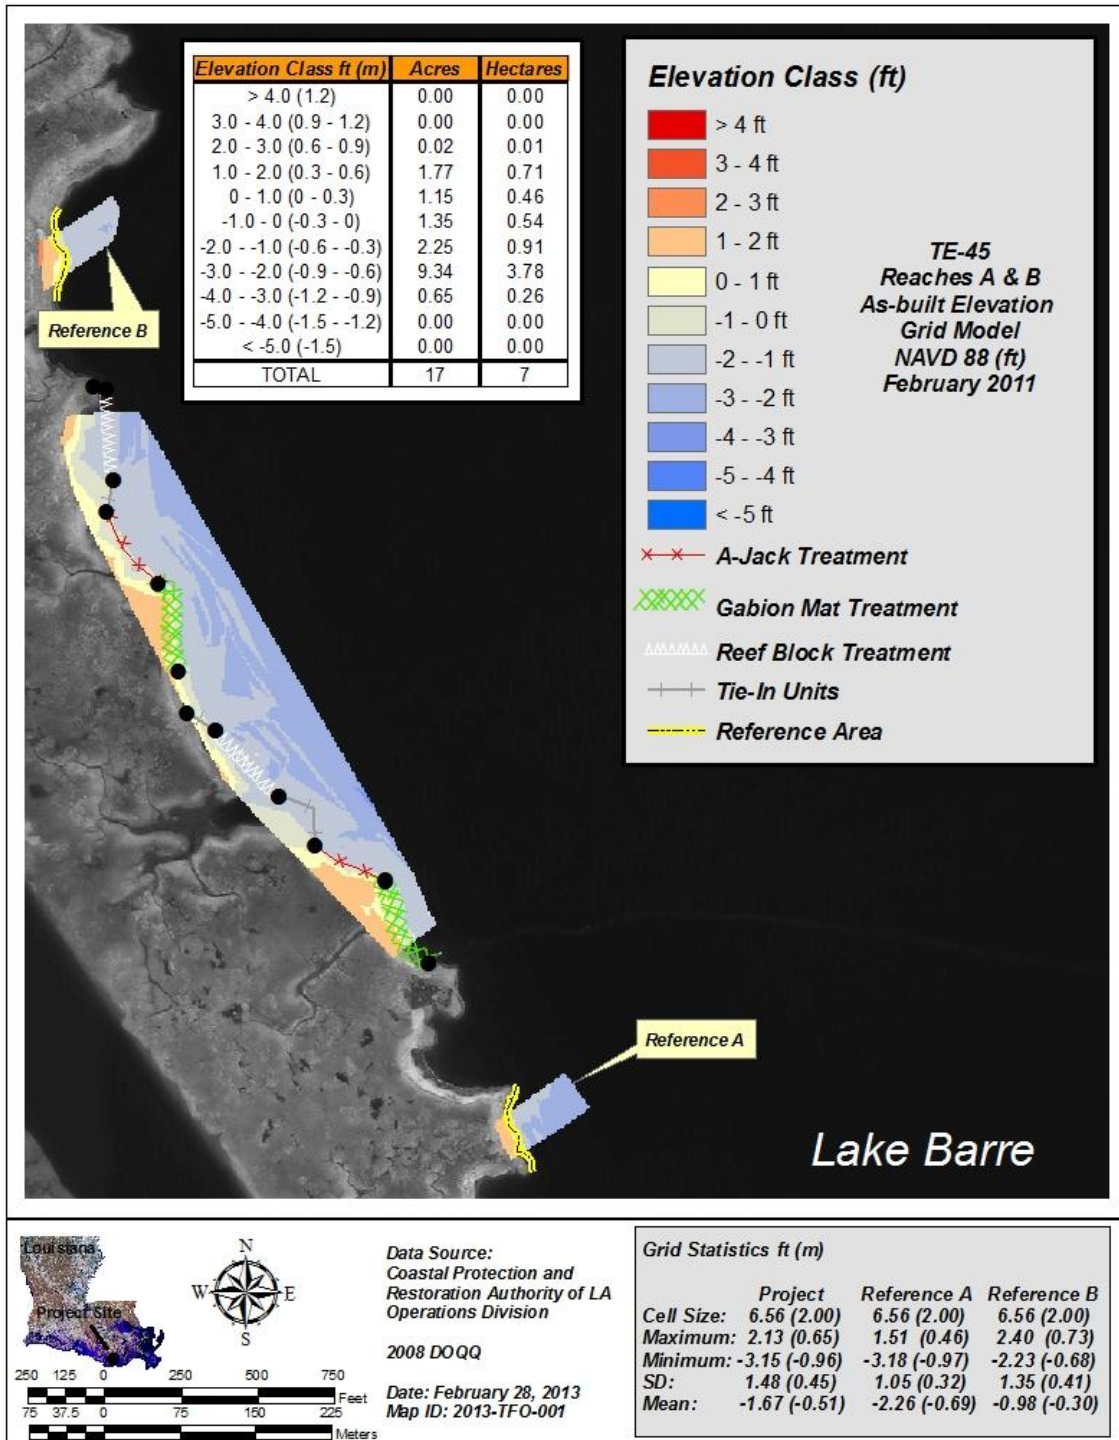 Elevation Class ft (m) Acres Hectares
> 4.0 (1.2) 0.00 0.00
3.0 - 4.0 (0.9 - 1.2) 0.00 0.00
2.0 - 3.0 (0.6 - 0.9) 0.02 0.01
1.0 - 2.0 (0.3 - 0.6) 1.77 0.71
0 - 1.0 (0 - 0.3) 1.15 0.46
-1.0 - 0 (-0.3 - 0) 1.35 0.54
-2.0 - -1.0 (-0.6 - -0.3) 2.25 0.91
-3.0 - -2.0 (-0.9 - -0.6) 9.34 3.78
-4.0 - -3.0 (-1.2 - -0.9) 0.65 0.26
-5.0 - -4.0 (-1.5 - -1.2) 0.00 0.00
< -5.0 (-1.5) 0.00 0.00
TOTAL 17 7
Elevation Class (ft)
> 4 ft
3 - 4 ft
2 - 3 ft
1 - 2 ft
0 - 1 ft
-1 - 0 ft
-2 - -1 ft
-3 - -2 ft
-4 - -3 ft
-5 - -4 ft
< -5 ft
A-Jack Treatment
Gabion Mat Treatment
Reef Block Treatment
Tie-In Units
Reference Area
TE-45
Reaches A & B
As-built Elevation
Grid Model
NAVD 88 (ft)
February 2011
Reference B
Reference A
Lake Barre
Louisiana
Project Site
N
W E
S
250 125 0 250 500 750
Feet
75 37.5 0 75 150 225
Meters
Data Source:
Coastal Protection and
Restoration Authority of LA
Operations Division
2008 DOQQ
Date: February 28, 2013
Map ID: 2013-TFO-001
Grid Statistics ft (m)
Project Reference A Reference B
Cell Size: 6.56 (2.00) 6.56 (2.00) 6.56 (2.00)
Maximum: 2.13 (0.65) 1.51 (0.46) 2.40 (0.73)
Minimum: -3.15 (-0.96) -3.18 (-0.97) -2.23 (-0.68)
SD: 1.48 (0.45) 1.05 (0.32) 1.35 (0.41)
Mean: -1.67 (-0.51) -2.26 (-0.69) -0.98 (-0.30)